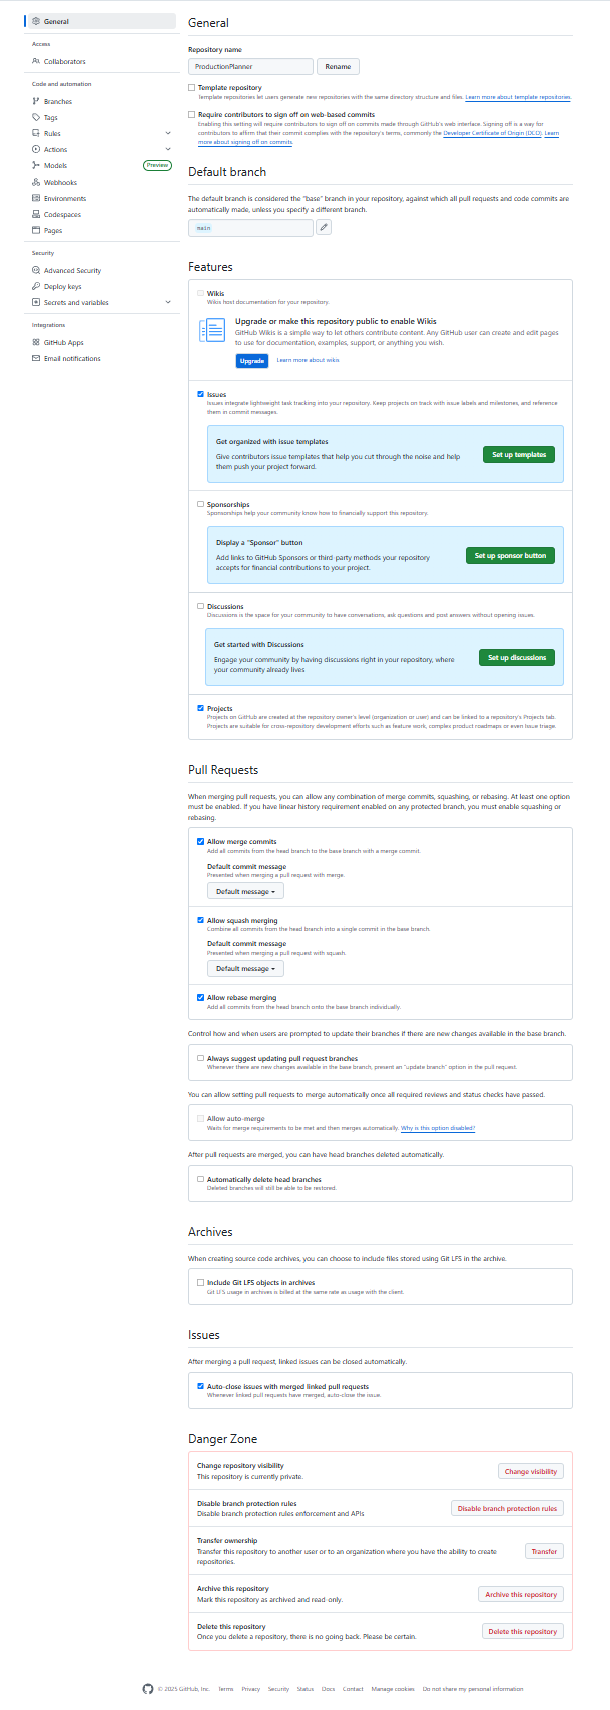 General
Access
Collaborators
Code and automation
Branches
Tags
Rules
Actions
Models
Preview
Webhooks
Environments
Codespaces
Pages
Security
Advanced Security
Deploy keys
Secrets and variables
Integrations
GitHub Apps
Email notifications
General
Repository name
ProductionPlanner
Rename
Template repository
Template repositories let users generate new repositories with the same directory structure and files. Learn more about template repositories.
Require contributors to sign off on web-based commits
Enabling this setting will require contributors to sign off on commits made through GitHub's web interface. Signing off is a way for
contributors to affirm that their commit complies with the repository's terms, commonly the Developer Certificate of Origin (DCO). Learn
more about signing off on commits.
Default branch
The default branch is considered the "base" branch in your repository, against which all pull requests and code commits are
automatically made, unless you specify a different branch.
main
Features
Wikis
Wikis host documentation for your repository.
Upgrade or make this repository public to enable Wikis
GitHub Wikis is a simple way to let others contribute content. Any GitHub user can create and edit pages
to use for documentation, examples, support, or anything you wish.
Upgrade
Learn more about wikis
Issues
Issues integrate lightweight task tracking into your repository. Keep projects on track with issue labels and milestones, and reference
them in commit messages.
Get organized with issue templates
Give contributors issue templates that help you cut through the noise and help
them push your project forward.
Set up templates
Sponsorships
Sponsorships help your community know how to financially support this repository.
Display a "Sponsor" button
Add links to GitHub Sponsors or third-party methods your repository
accepts for financial contributions to your project.
Set up sponsor button
Discussions
Discussions is the space for your community to have conversations, ask questions and post answers without opening issues.
Get started with Discussions
Engage your community by having discussions right in your repository, where
your community already lives
Set up discussions
Projects
Projects on GitHub are created at the repository owner's level (organization or user) and can be linked to a repository's Projects tab.
Projects are suitable for cross-repository development efforts such as feature work, complex product roadmaps or even Issue triage.
Pull Requests
When merging pull requests, you can allow any combination of merge commits, squashing, or rebasing. At least one option
must be enabled. If you have linear history requirement enabled on any protected branch, you must enable squashing or
rebasing.
Allow merge commits
Add all commits from the head branch to the base branch with a merge commit.
Default commit message
Presented when merging a pull request with merge.
Default message
Allow squash merging
Combine all commits from the head branch into a single commit in the base branch.
Default commit message
Presented when merging a pull request with squash.
Default message
Allow rebase merging
Add all commits from the head branch onto the base branch individually.
Control how and when users are prompted to update their branches if there are new changes available in the base branch.
Always suggest updating pull request branches
Whenever there are new changes available in the base branch, present an "update branch" option in the pull request.
You can allow setting pull requests to merge automatically once all required reviews and status checks have passed.
Allow auto-merge
Waits for merge requirements to be met and then merges automatically. Why is this option disabled?
After pull requests are merged, you can have head branches deleted automatically.
Automatically delete head branches
Deleted branches will still be able to be restored.
Archives
When creating source code archives, you can choose to include files stored using Git LFS in the archive.
Include Git LFS objects in archives
Git LFS usage in archives is billed at the same rate as usage with the client.
Issues
After merging a pull request, linked issues can be closed automatically.
Auto-close issues with merged linked pull requests
Whenever linked pull requests have merged, auto-close the issue.
Danger Zone
Change repository visibility
This repository is currently private.
Change visibility
Disable branch protection rules
Disable branch protection rules enforcement and APIs
Disable branch protection rules
Transfer ownership
Transfer this repository to another user or to an organization where you have the ability to create
repositories.
Transfer
Archive this repository
Mark this repository as archived and read-only.
Archive this repository
Delete this repository
Once you delete a repository, there is no going back. Please be certain.
Delete this repository
© 2025 GitHub, Inc. Terms Privacy Security Status Docs Contact Manage cookies Do not share my personal information